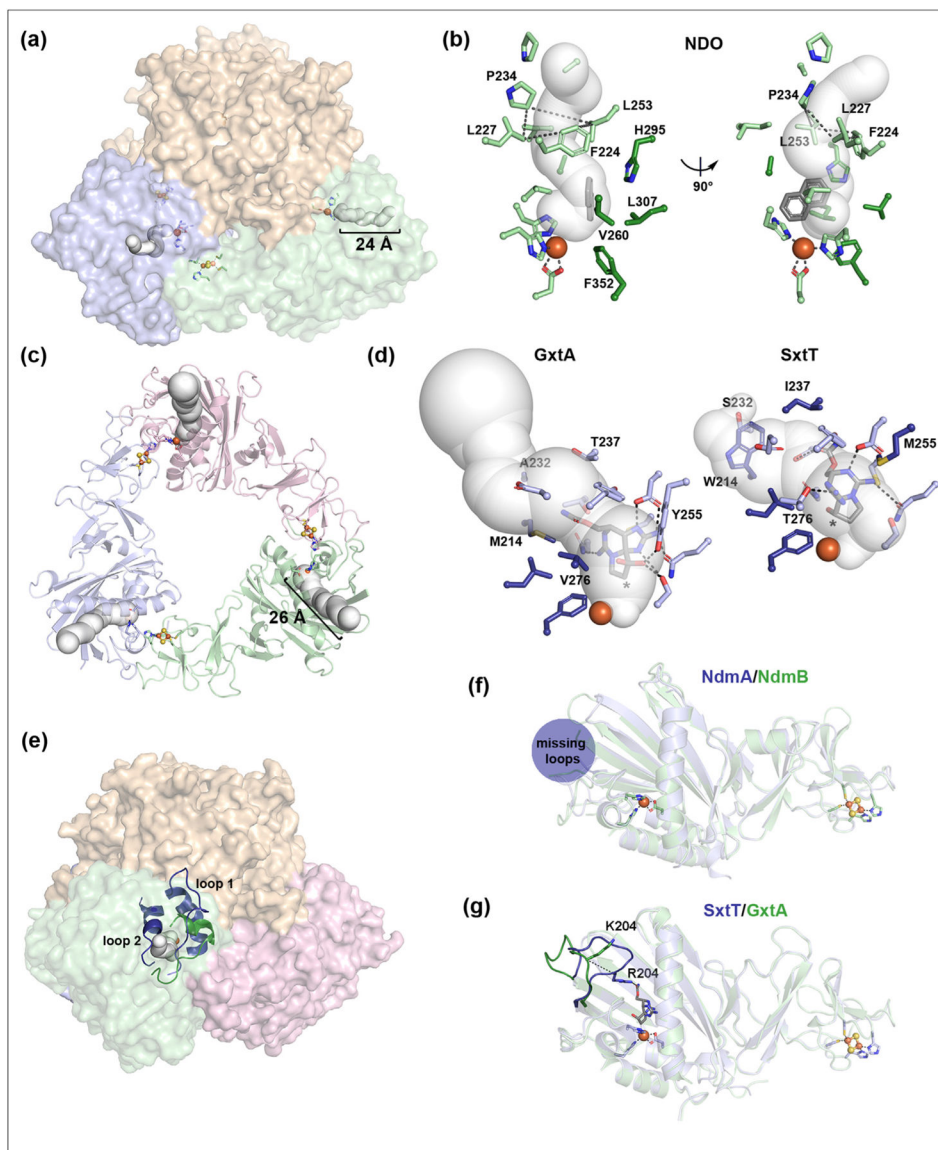 (a)
24 Å
(b)
NDO
P234
L253
L227
F224
H295
L307
V260
F352
90°
P234
L227
L253
F224
(c)
26 Å
(d)
GxtA
SxtT
T237
A232
Y255
M214
V276
*
I237
S232
M255
W214
T276
*
(e)
loop 1
loop 2
(f)
NdmA/NdmB
missing
loops
(g)
SxtT/GxtA
K204
R204